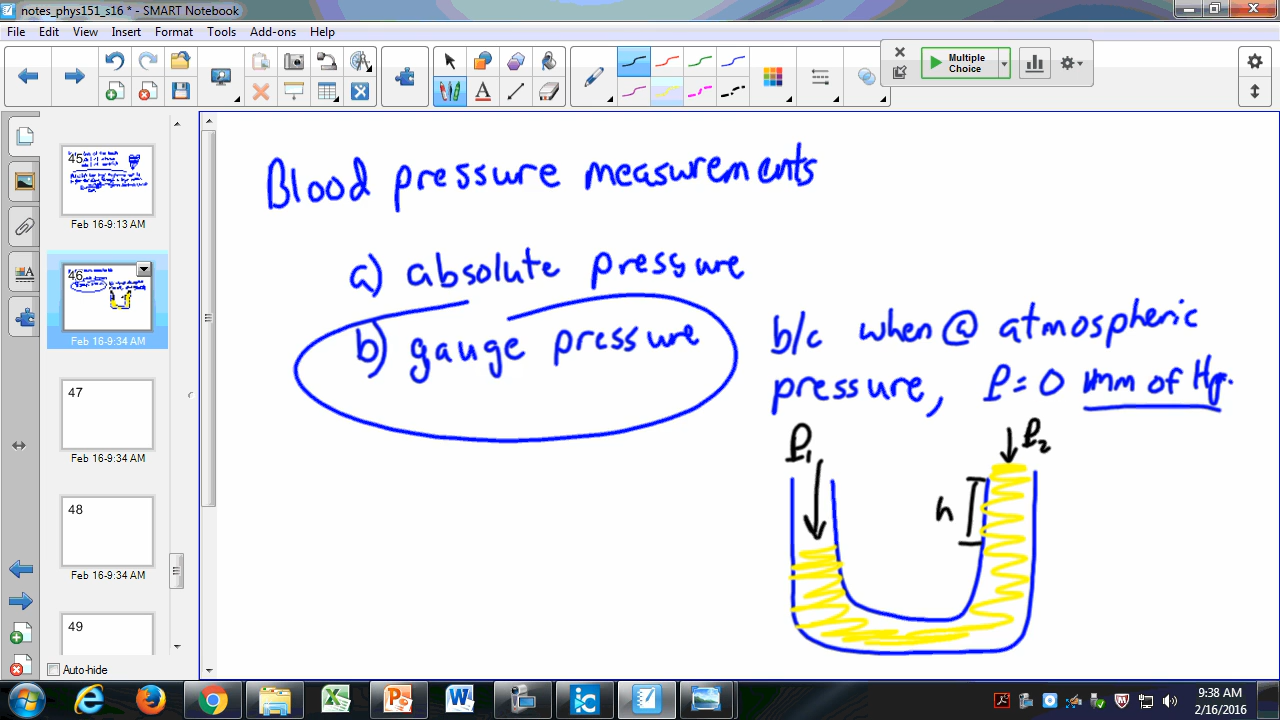 notes_phys151_s16 * - SMART Notebook
File Edit View Insert Format Tools Add-ons Help
Multiple
Choice
45
Feb 16-9:13 AM
46
Feb 16-9:34 AM
47
Feb 16-9:34 AM
48
Feb 16-9:34 AM
49
Auto-hide
Blood pressure measurements
a) absolute pressure
b) gauge pressure
b/c when @ atmospheric
pressure, P = 0 mm of Hg.
P₁
P₂
h
9:38 AM
2/16/2016